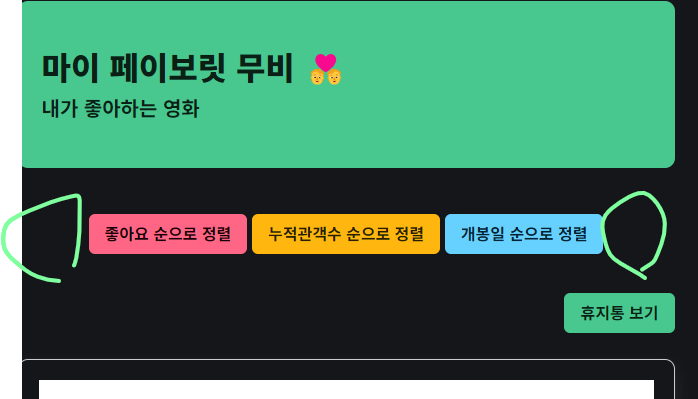 마이 페이보릿 무비
내가 좋아하는 영화
좋아요 순으로 정렬 누적관객수 순으로 정렬 개봉일 순으로 정렬
휴지통 보기